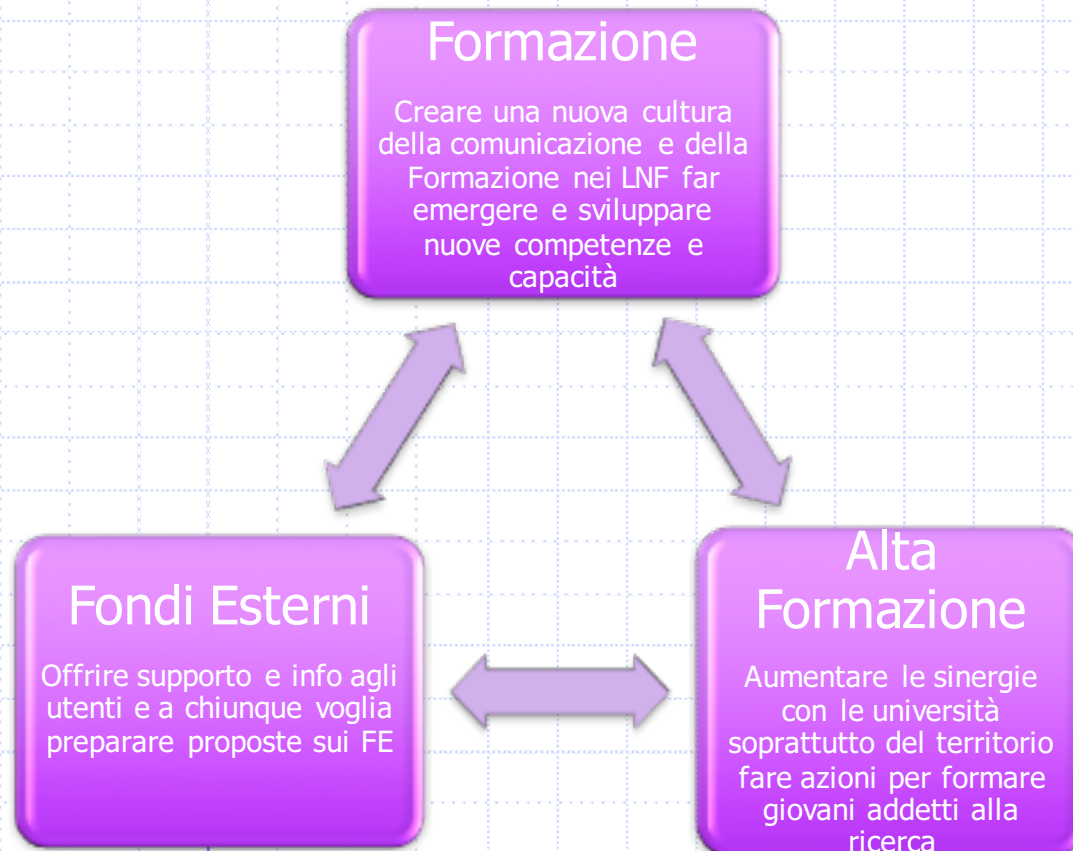 Formazione
Creare una nuova cultura
della comunicazione e della
Formazione nei LNF far
emergere e sviluppare
nuove competenze e
capacità
Fondi Esterni
Offrire supporto e info agli
utenti e a chiunque voglia
preparare proposte sui FE
Alta
Formazione
Aumentare le sinergie
con le università
soprattutto del territorio
fare azioni per formare
giovani addetti alla
ricerca